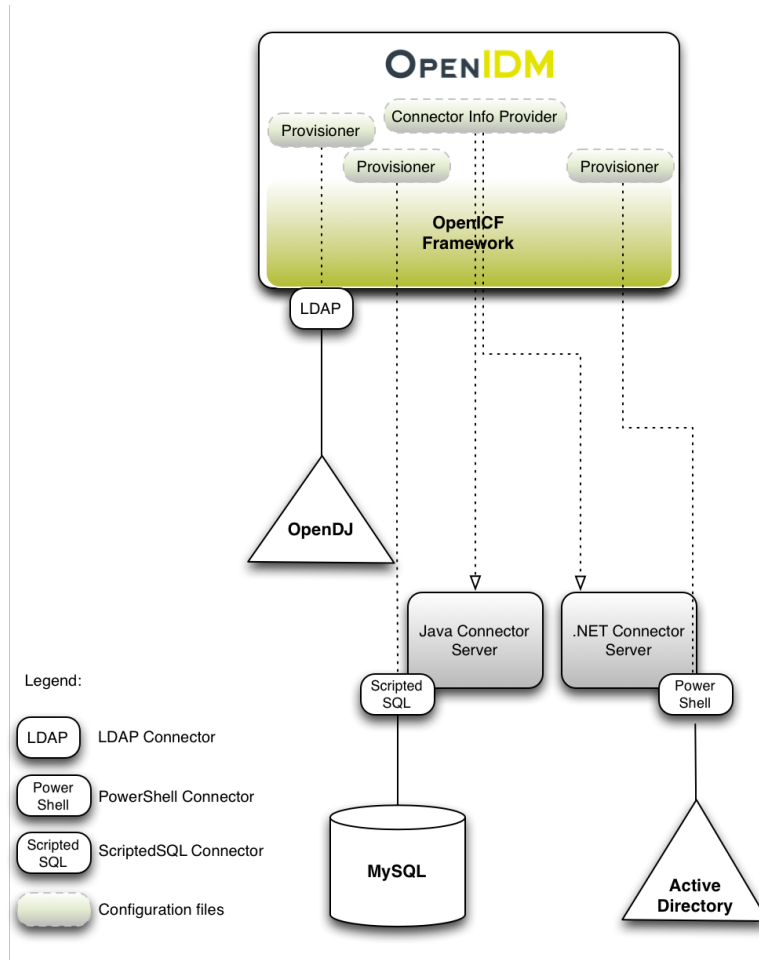 OPENIDM
Connector Info Provider
Provisioner
Provisioner
Provisioner
OpenICF
Framework
LDAP
OpenDJ
Java Connector
Server
.NET Connector
Server
Scripted
SQL
Power
Shell
MySQL
Active
Directory
Legend:
LDAP
LDAP Connector
Power
Shell
PowerShell Connector
Scripted
SQL
ScriptedSQL Connector
Configuration files